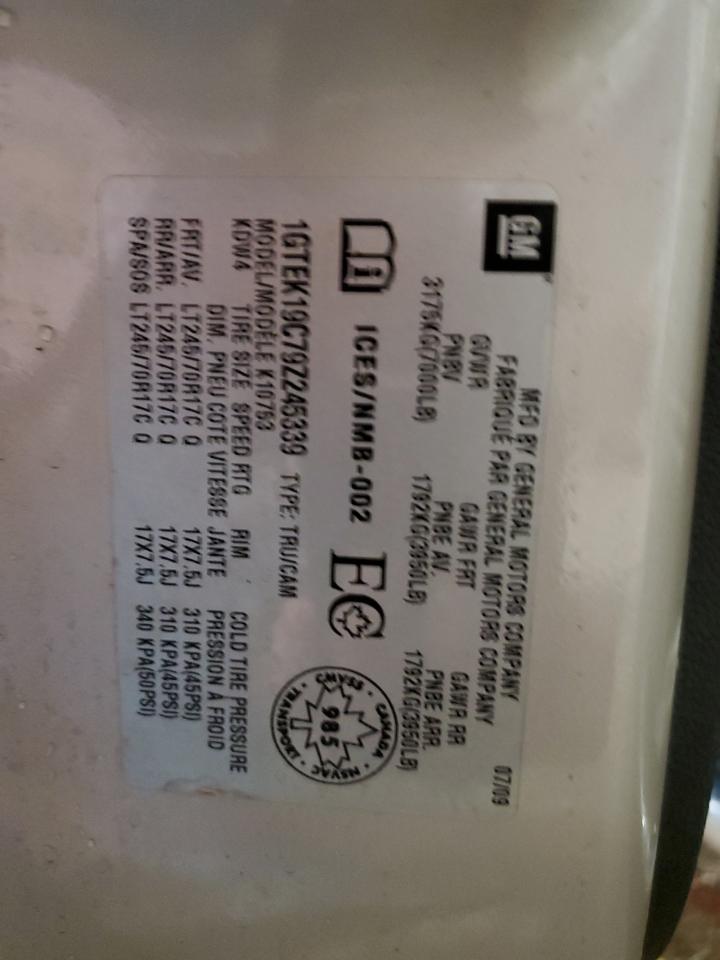 GM
MFD BY GENERAL MOTORS COMPANY
FABRIQUÉ PAR GENERAL MOTORS COMPANY 07/09
GVWR GAWR FRT GAWR RR
PNBV PNBE AV. PNBE ARR.
3175KG(7000LB) 1792KG(3950LB) 1792KG(3950LB)
ICES/NMB-002
CMVSS · CANADA · NSVAC · TRANSPORT ·
985
1GTEK19C79Z245339 TYPE: TRU/CAM
MODEL/MODÈLE K10753
KDW4 TIRE SIZE SPEED RTG RIM COLD TIRE PRESSURE
DIM. PNEU COTE VITESSE JANTE PRESSION À FROID
FRT/AV. LT245/70R17C Q 17X7.5J 310 KPA(45PSI)
RR/ARR. LT245/70R17C Q 17X7.5J 310 KPA(45PSI)
SPA/SOS LT245/70R17C Q 17X7.5J 340 KPA(50PSI)